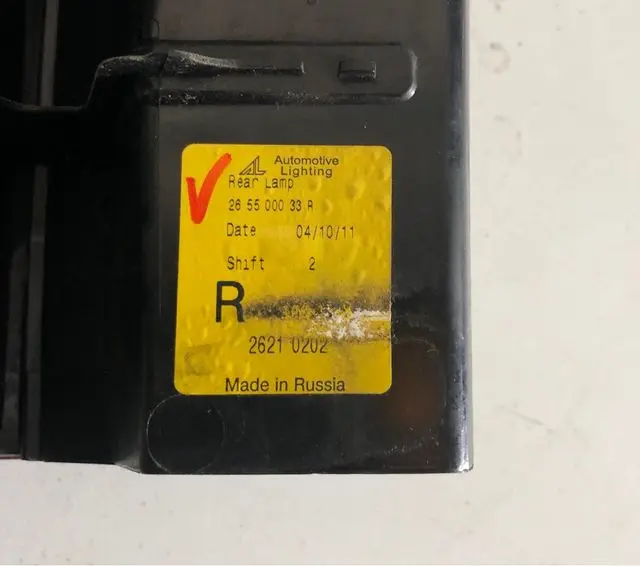 AL Automotive
Lighting
Rear Lamp
26 55 000 33 R
Date 04/10/11
Shift 2
R
2621 0202
Made in Russia